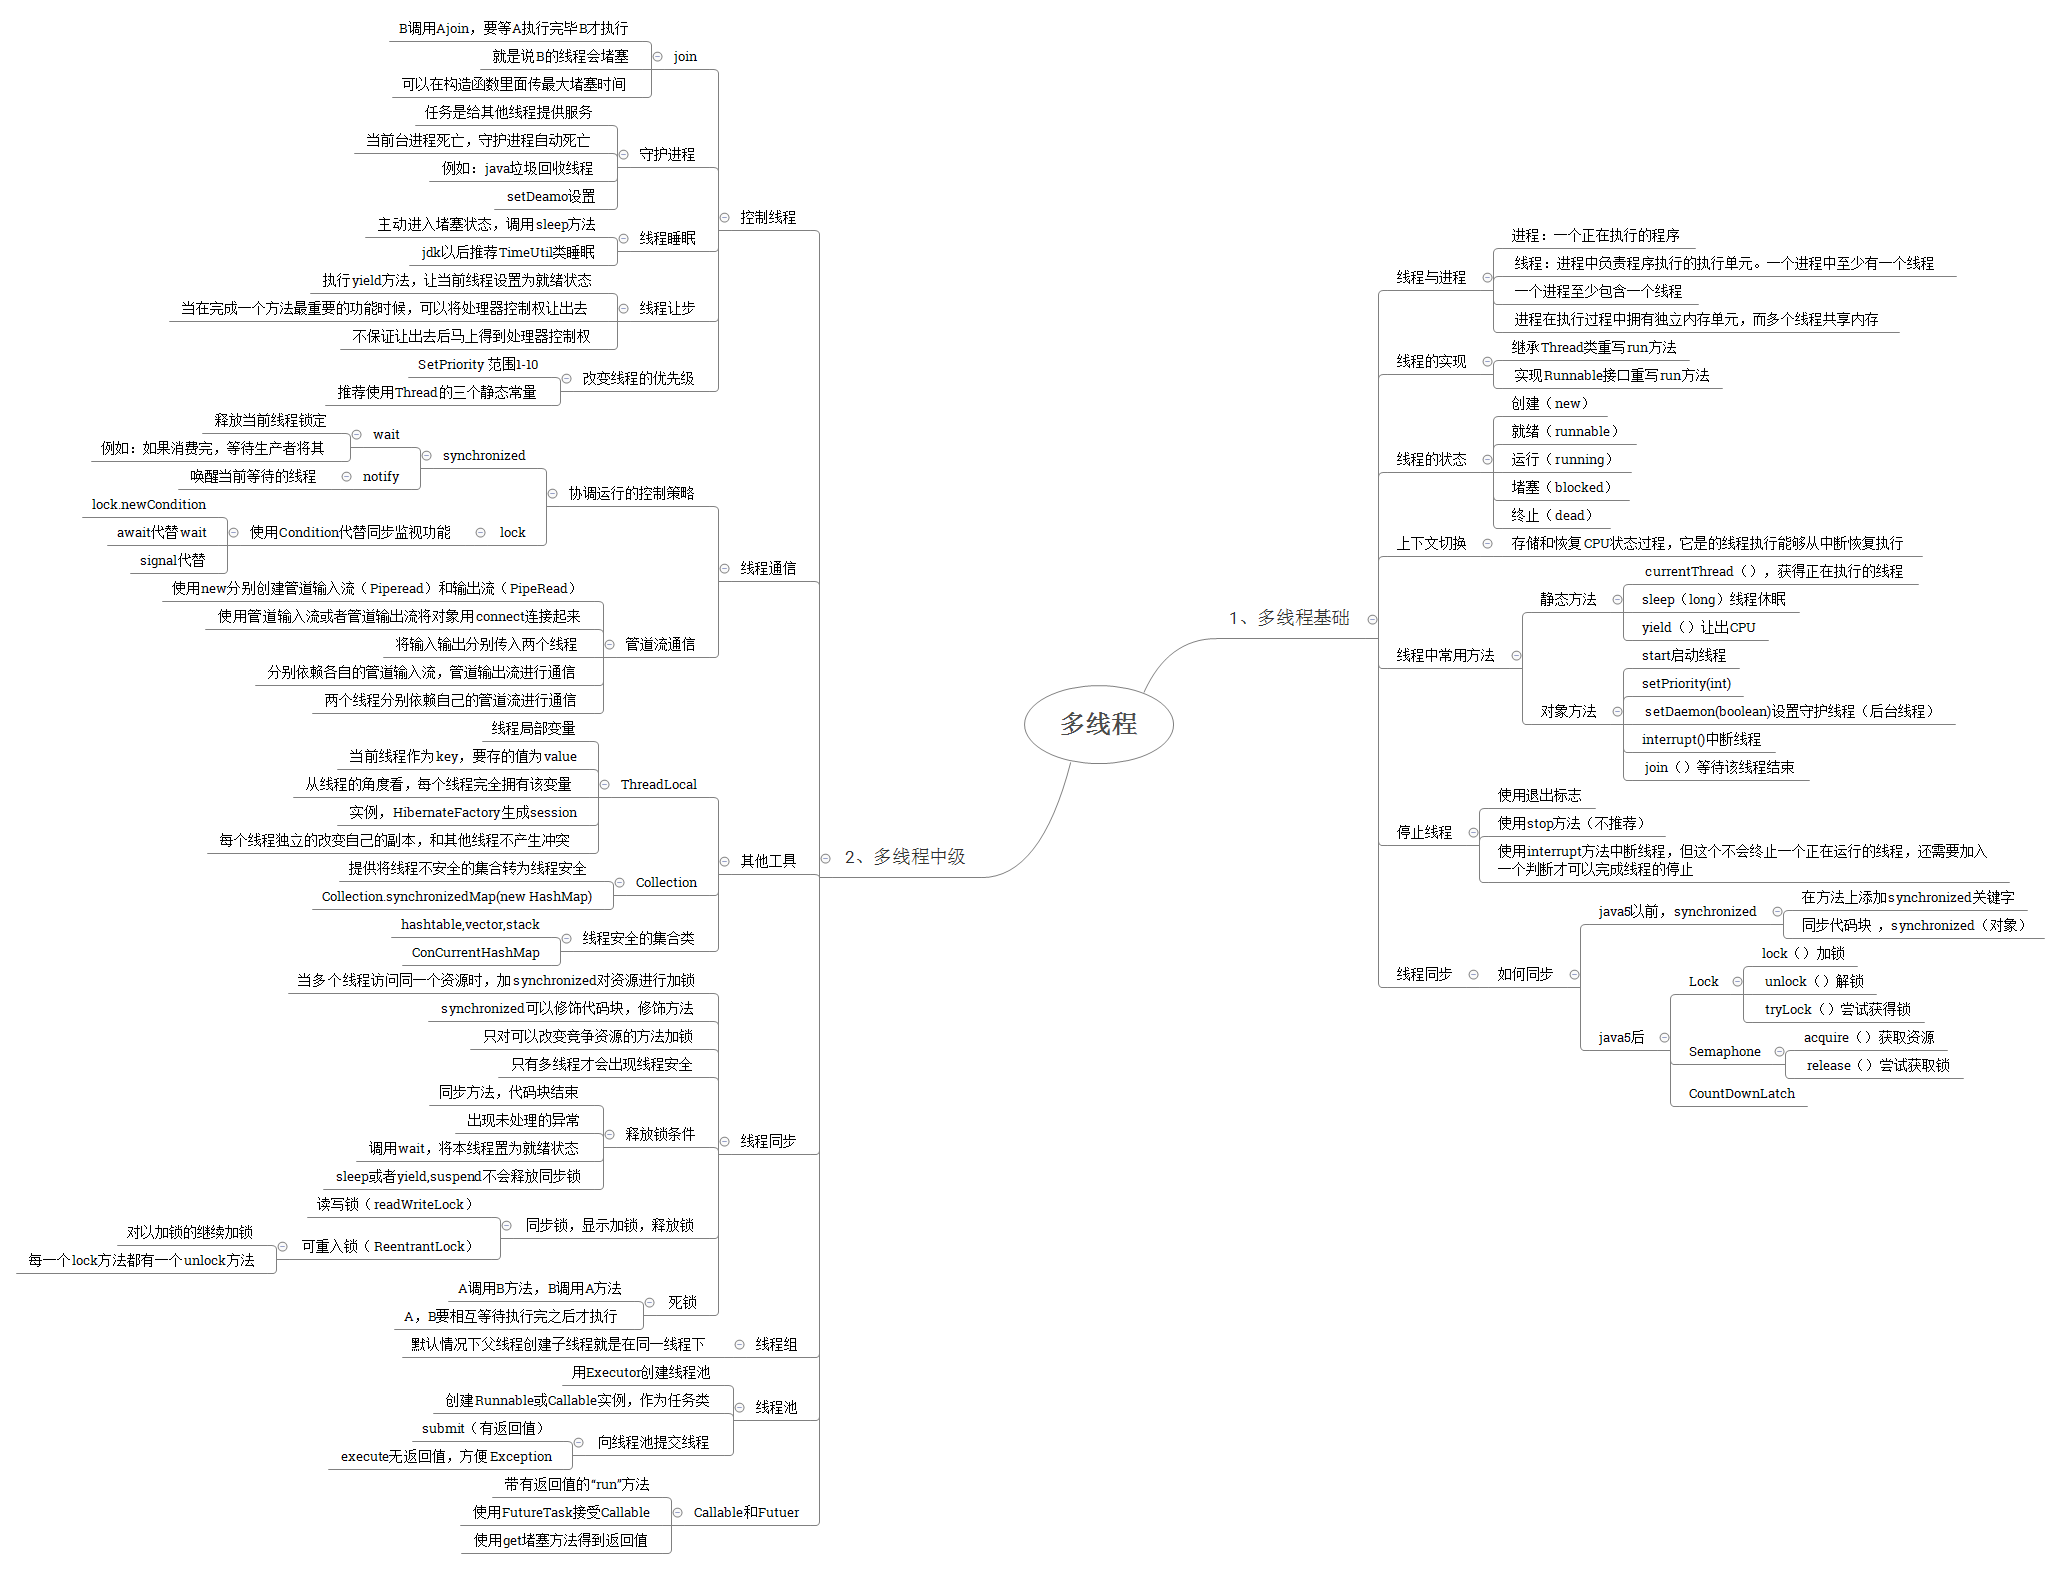 多线程
1、多线程基础
线程与进程
进程：一个正在执行的程序
线程：进程中负责程序执行的执行单元。一个进程中至少有一个线程
一个进程至少包含一个线程
进程在执行过程中拥有独立内存单元，而多个线程共享内存
线程的实现
继承Thread类重写run方法
实现Runnable接口重写run方法
线程的状态
创建（new）
就绪（runnable）
运行（running）
堵塞（blocked）
终止（dead）
上下文切换
存储和恢复CPU状态过程，它是的线程执行能够从中断恢复执行
线程中常用方法
静态方法
currentThread（），获得正在执行的线程
sleep（long）线程休眠
yield（）让出CPU
对象方法
start启动线程
setPriority(int)
setDaemon(boolean)设置守护线程（后台线程）
interrupt()中断线程
join（）等待该线程结束
停止线程
使用退出标志
使用stop方法（不推荐）
使用interrupt方法中断线程，但这个不会终止一个正在运行的线程，还需要加入
一个判断才可以完成线程的停止
线程同步
如何同步
java5以前，synchronized
在方法上添加synchronized关键字
同步代码块 ，synchronized（对象）
java5后
Lock
lock（）加锁
unlock（）解锁
tryLock（）尝试获得锁
Semaphone
acquire（）获取资源
release（）尝试获取锁
CountDownLatch
2、多线程中级
控制线程
join
B调用Ajoin，要等A执行完毕B才执行
就是说B的线程会堵塞
可以在构造函数里面传最大堵塞时间
守护进程
任务是给其他线程提供服务
当前台进程死亡，守护进程自动死亡
例如：java垃圾回收线程
setDeamo设置
线程睡眠
主动进入堵塞状态，调用sleep方法
jdk以后推荐TimeUtil类睡眠
线程让步
执行yield方法，让当前线程设置为就绪状态
当在完成一个方法最重要的功能时候，可以将处理器控制权让出去
不保证让出去后马上得到处理器控制权
改变线程的优先级
SetPriority 范围1-10
推荐使用Thread的三个静态常量
线程通信
协调运行的控制策略
synchronized
wait
释放当前线程锁定
例如：如果消费完，等待生产者将其
notify
唤醒当前等待的线程
lock
使用Condition代替同步监视功能
lock.newCondition
await代替wait
signal代替
管道流通信
使用new分别创建管道输入流（Piperead）和输出流（PipeRead）
使用管道输入流或者管道输出流将对象用connect连接起来
将输入输出分别传入两个线程
分别依赖各自的管道输入流，管道输出流进行通信
两个线程分别依赖自己的管道流进行通信
其他工具
ThreadLocal
线程局部变量
当前线程作为key，要存的值为value
从线程的角度看，每个线程完全拥有该变量
实例，HibernateFactory生成session
每个线程独立的改变自己的副本，和其他线程不产生冲突
Collection
提供将线程不安全的集合转为线程安全
Collection.synchronizedMap(new HashMap)
线程安全的集合类
hashtable,vector,stack
ConCurrentHashMap
线程同步
当多个线程访问同一个资源时，加synchronized对资源进行加锁
synchronized可以修饰代码块，修饰方法
只对可以改变竞争资源的方法加锁
只有多线程才会出现线程安全
释放锁条件
同步方法，代码块结束
出现未处理的异常
调用wait，将本线程置为就绪状态
sleep或者yield,suspend不会释放同步锁
同步锁，显示加锁，释放锁
读写锁（readWriteLock）
可重入锁（ReentrantLock）
对以加锁的继续加锁
每一个lock方法都有一个unlock方法
死锁
A调用B方法，B调用A方法
A，B要相互等待执行完之后才执行
线程组
默认情况下父线程创建子线程就是在同一线程下
线程池
用Executor创建线程池
创建Runnable或Callable实例，作为任务类
向线程池提交线程
submit（有返回值）
execute无返回值，方便Exception
Callable和Futuer
带有返回值的“run”方法
使用FutureTask接受Callable
使用get堵塞方法得到返回值